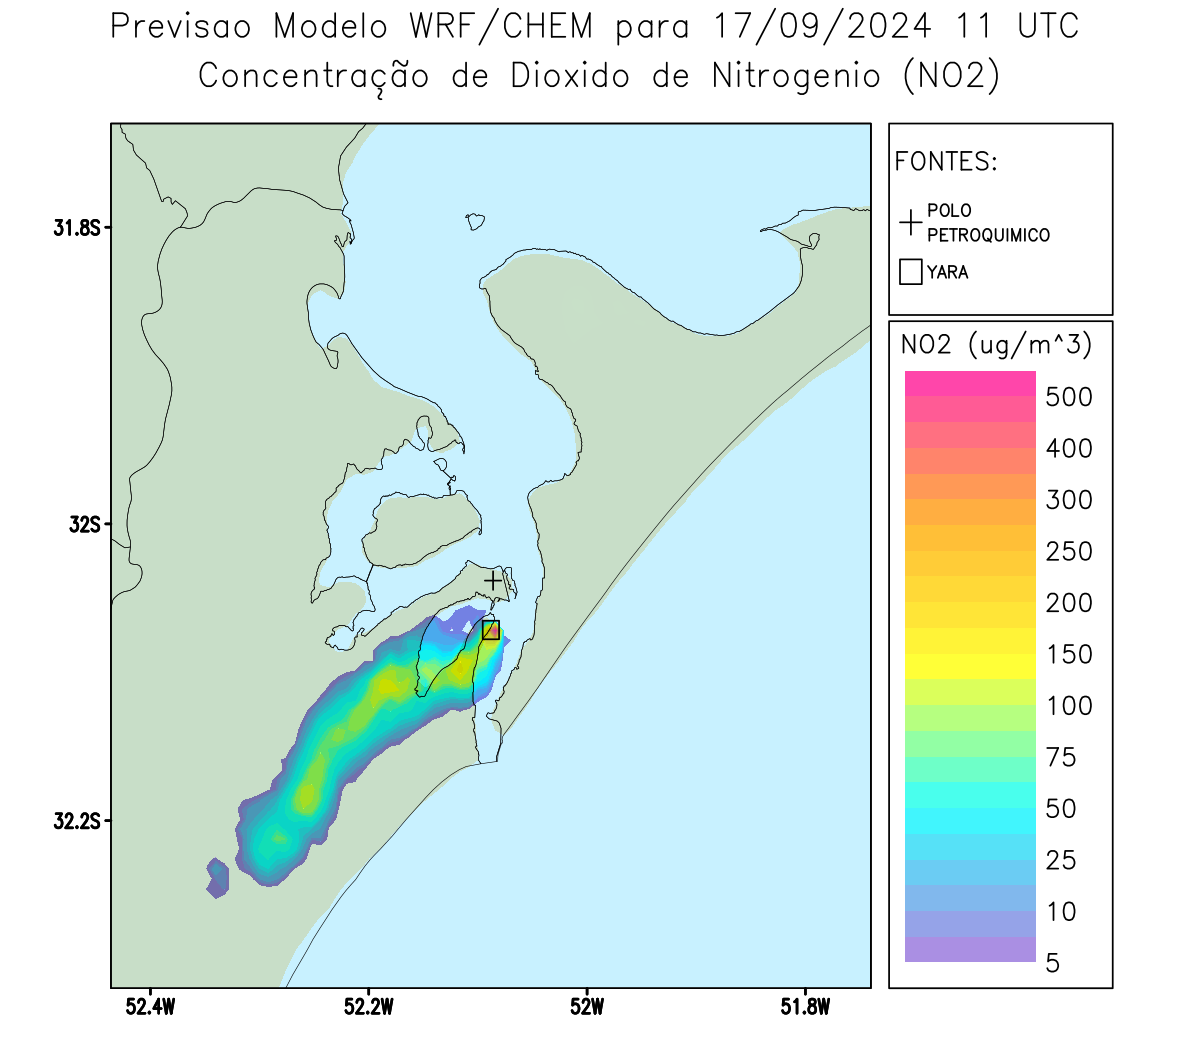 Previsao Modelo WRF/CHEM para 17/09/2024 11 UTC
Concentração de Dioxido de Nitrogenio (NO2)
FONTES:
POLO
PETROQUIMICO
YARA
NO2 (ug/m^3)
500
400
300
250
200
150
100
75
50
25
10
5
31.8S
32S
32.2S
52.4W
52.2W
52W
51.8W